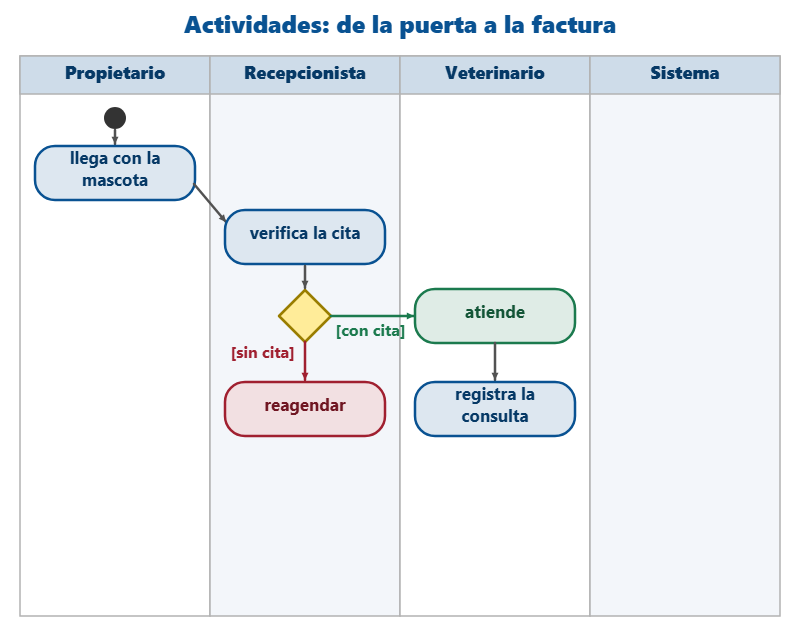 Actividades: de la puerta a la factura
Propietario
Recepcionista
Veterinario
Sistema
llega con la
mascota
verifica la cita
atiende
[con cita]
[sin cita]
reagendar
registra la
consulta